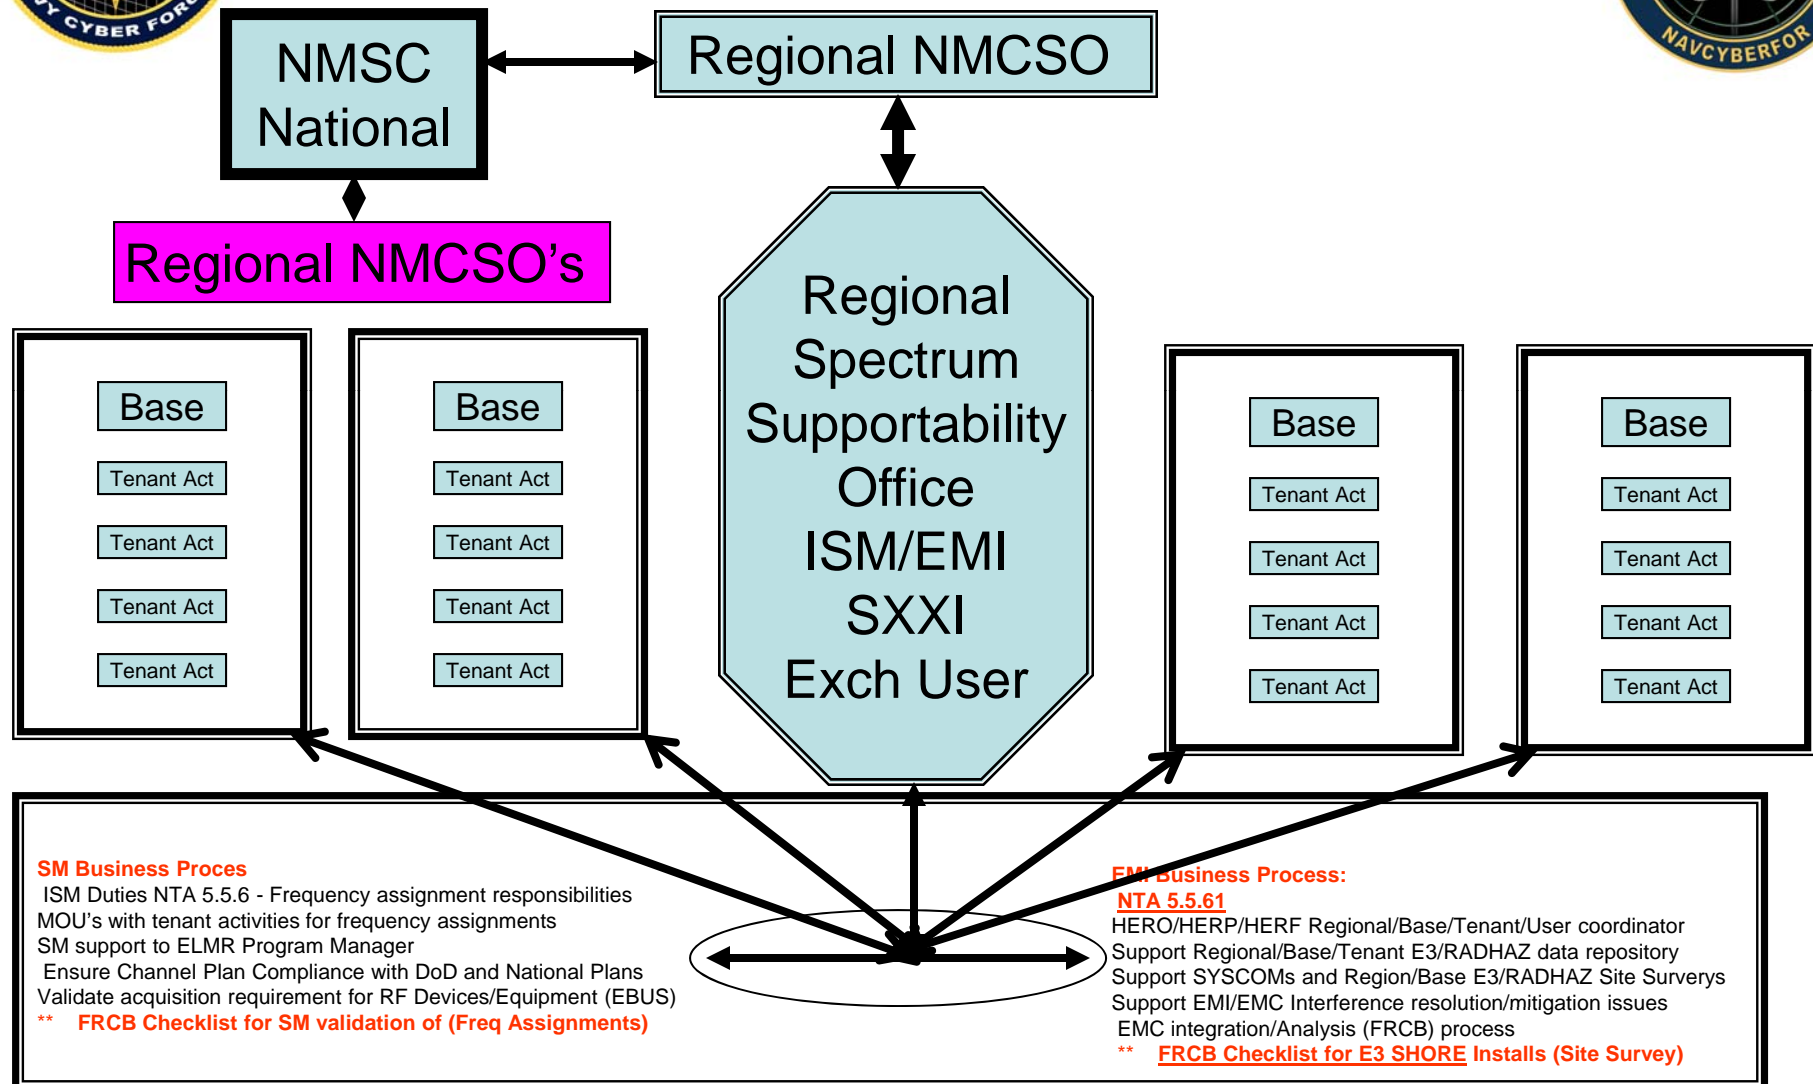 Y CYBER FOR
NAVCYBERFOR
NMSC
National
Regional NMCSO
Regional NMCSO's
Regional
Spectrum
Supportability
Office
ISM/EMI
SXXI
Exch User
Base
Tenant Act
Tenant Act
Tenant Act
Tenant Act
Base
Tenant Act
Tenant Act
Tenant Act
Tenant Act
Base
Tenant Act
Tenant Act
Tenant Act
Tenant Act
Base
Tenant Act
Tenant Act
Tenant Act
Tenant Act
SM Business Proces
ISM Duties NTA 5.5.6 - Frequency assignment responsibilities
MOU's with tenant activities for frequency assignments
SM support to ELMR Program Manager
Ensure Channel Plan Compliance with DoD and National Plans
Validate acquisition requirement for RF Devices/Equipment (EBUS)
** FRCB Checklist for SM validation of (Freq Assignments)
EMI Business Process:
NTA 5.5.61
HERO/HERP/HERF Regional/Base/Tenant/User coordinator
Support Regional/Base/Tenant E3/RADHAZ data repository
Support SYSCOMs and Region/Base E3/RADHAZ Site Surverys
Support EMI/EMC Interference resolution/mitigation issues
EMC integration/Analysis (FRCB) process
** FRCB Checklist for E3 SHORE Installs (Site Survey)